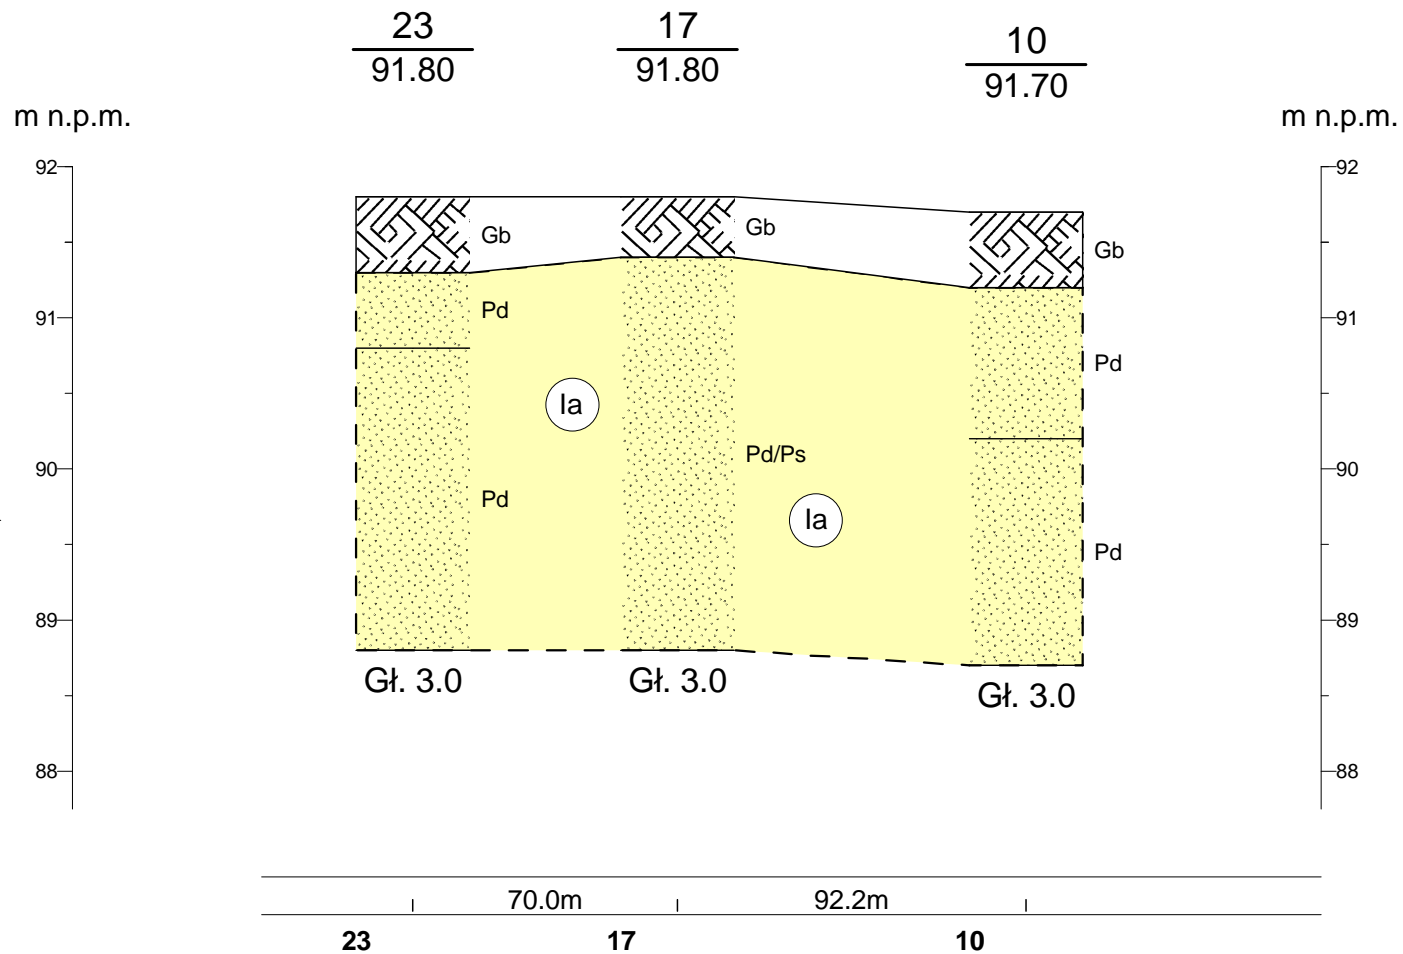 23 17 10
91.80 91.80 91.70
m n.p.m. m n.p.m.
92 92
Gb Gb Gb
91 Pd 91
Pd
Ia
Pd/Ps
90 90
Pd
Ia
Pd
89 89
Gł. 3.0 Gł. 3.0 Gł. 3.0
88 88
70.0m 92.2m
23 17 10